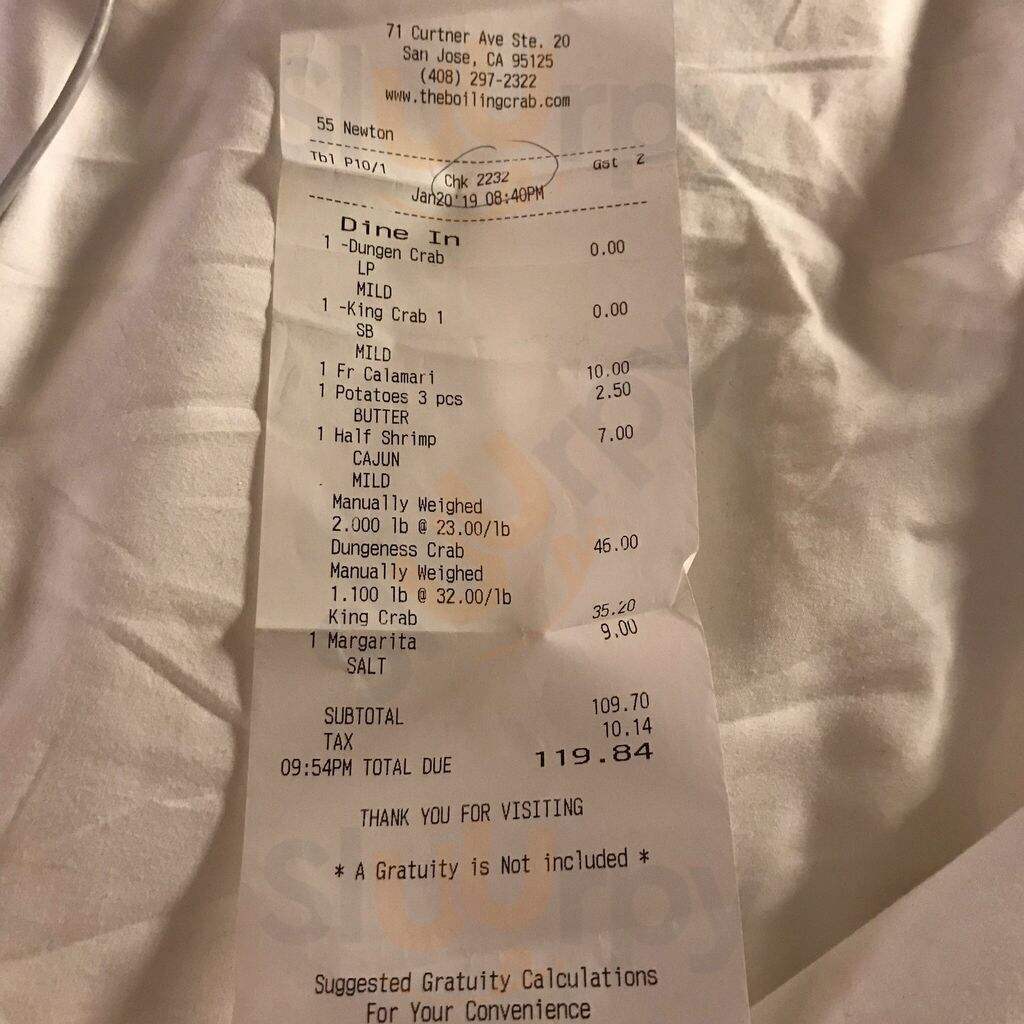 71 Curtner Ave Ste. 20
San Jose, CA 95125
(408) 297-2322
www.theboilingcrab.com
55 Newton
Tbl P10/1 Chk 2232 Gst 2
Jan20'19 08:40PM
Dine In
1 -Dungen Crab 0.00
LP
MILD
1 -King Crab 1 0.00
SB
MILD
1 Fr Calamari 10.00
1 Potatoes 3 pcs 2.50
BUTTER
1 Half Shrimp 7.00
CAJUN
MILD
Manually Weighed
2.000 lb @ 23.00/lb
Dungeness Crab 46.00
Manually Weighed
1.100 lb @ 32.00/lb
King Crab 35.20
1 Margarita 9.00
SALT
SUBTOTAL 109.70
TAX 10.14
09:54PM TOTAL DUE 119.84
THANK YOU FOR VISITING
* A Gratuity is Not included *
Suggested Gratuity Calculations
For Your Convenience
sluurpy
sluurpy
sluurpy